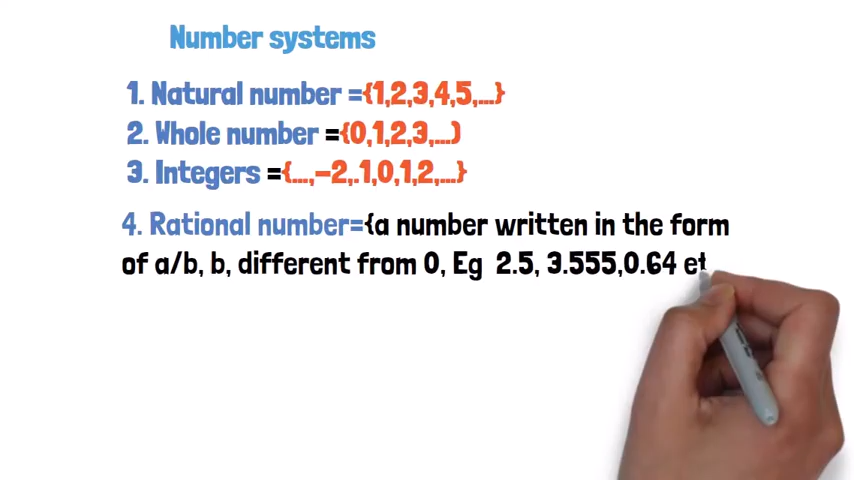 Number systems
1. Natural number ={1,2,3,4,5,...}
2. Whole number ={0,1,2,3,...)
3. Integers ={...,-2,.1,0,1,2,...}
4. Rational number={a number written in the form
of a/b, b, different from 0, Eg 2.5, 3.555,0.64 et